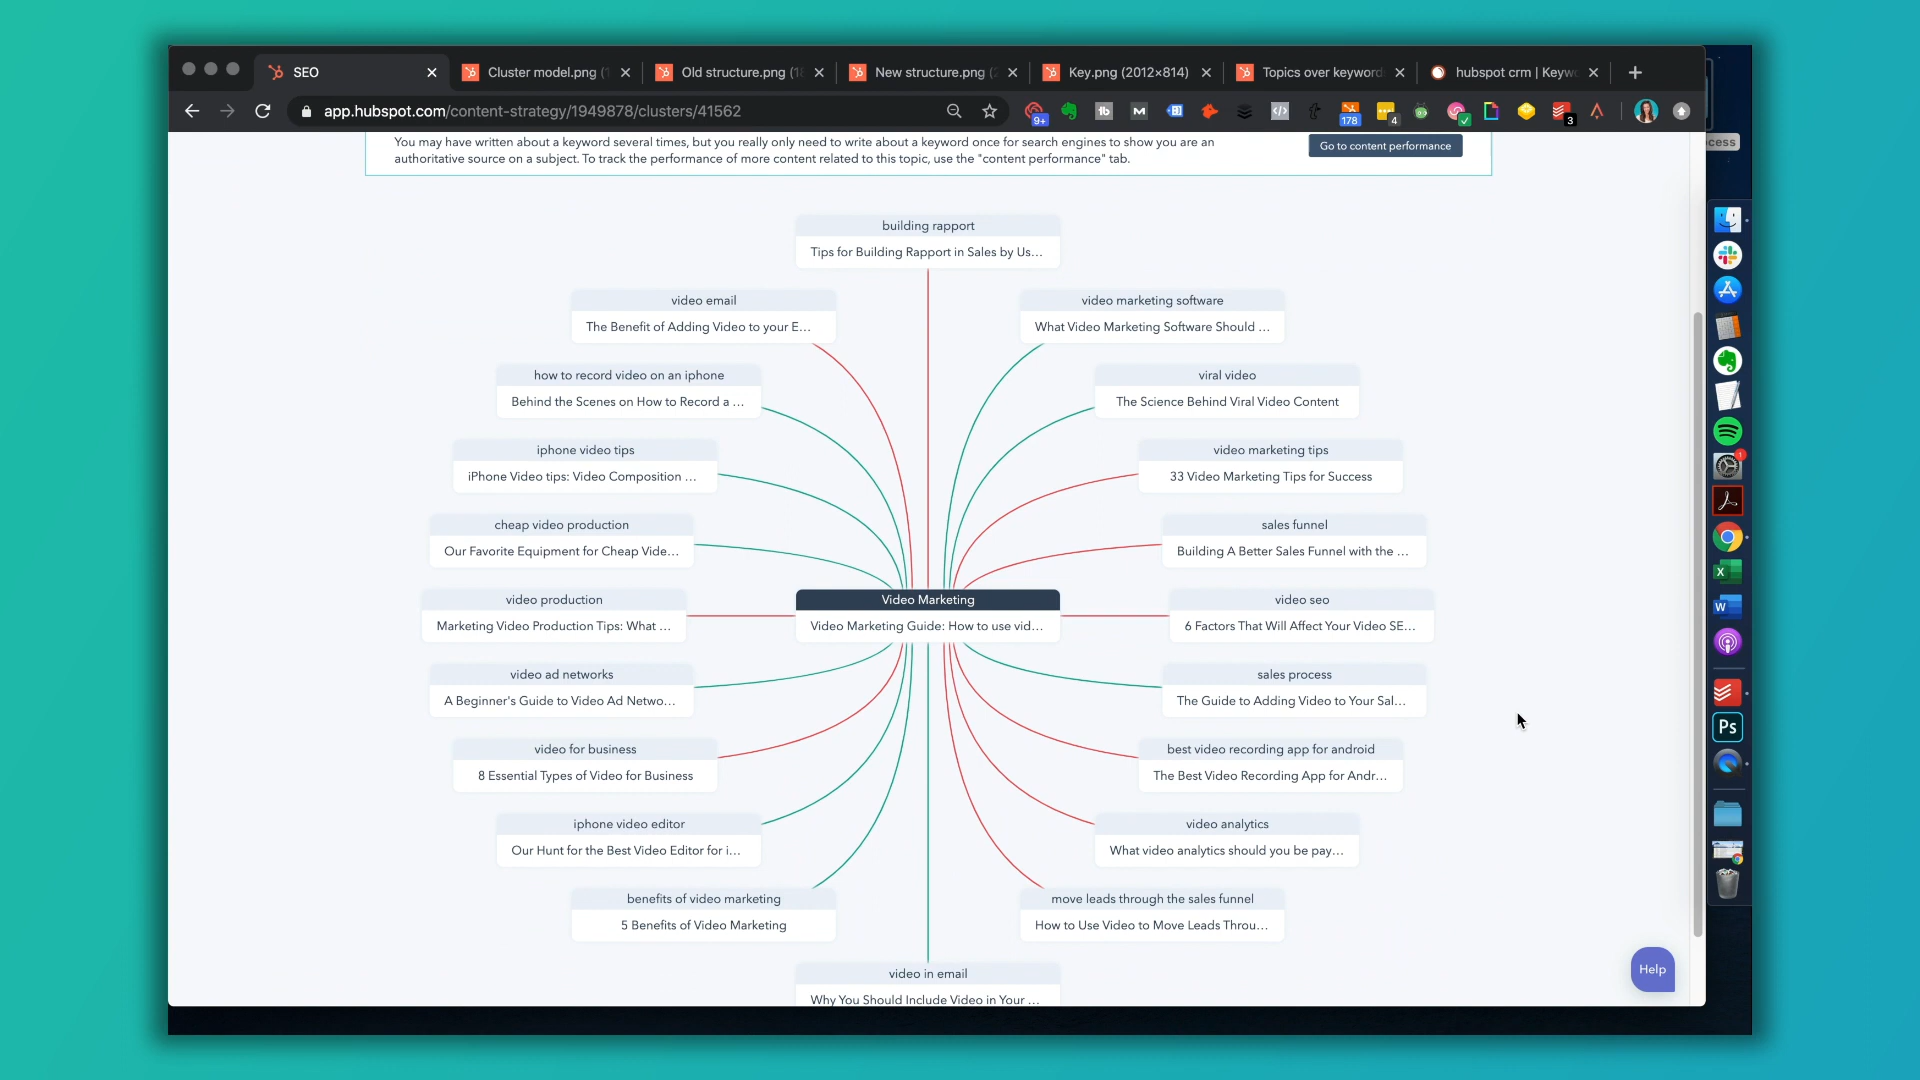 SEO
Cluster model.png (1
Old structure.png (18
New structure.png (2
Key.png (2012×814)
Topics over keyword
hubspot crm | Keyw
app.hubspot.com/content-strategy/1949878/clusters/41562
9+
178
4
3
cess
You may have written about a keyword several times, but you really only need to write about a keyword once for search engines to show you are an
authoritative source on a subject. To track the performance of more content related to this topic, use the "content performance" tab.
Go to content performance
building rapport
Tips for Building Rapport in Sales by Us...
video email
The Benefit of Adding Video to your E...
video marketing software
What Video Marketing Software Should ...
how to record video on an iphone
Behind the Scenes on How to Record a ...
viral video
The Science Behind Viral Video Content
iphone video tips
iPhone Video tips: Video Composition ...
video marketing tips
33 Video Marketing Tips for Success
cheap video production
Our Favorite Equipment for Cheap Vide...
sales funnel
Building A Better Sales Funnel with the ...
video production
Marketing Video Production Tips: What ...
Video Marketing
Video Marketing Guide: How to use vid...
video seo
6 Factors That Will Affect Your Video SE...
video ad networks
A Beginner's Guide to Video Ad Netwo...
sales process
The Guide to Adding Video to Your Sal...
video for business
8 Essential Types of Video for Business
best video recording app for android
The Best Video Recording App for Andr...
iphone video editor
Our Hunt for the Best Video Editor for i...
video analytics
What video analytics should you be pay...
benefits of video marketing
5 Benefits of Video Marketing
move leads through the sales funnel
How to Use Video to Move Leads Throu...
video in email
Why You Should Include Video in Your ...
Help
1
X
W
Ps